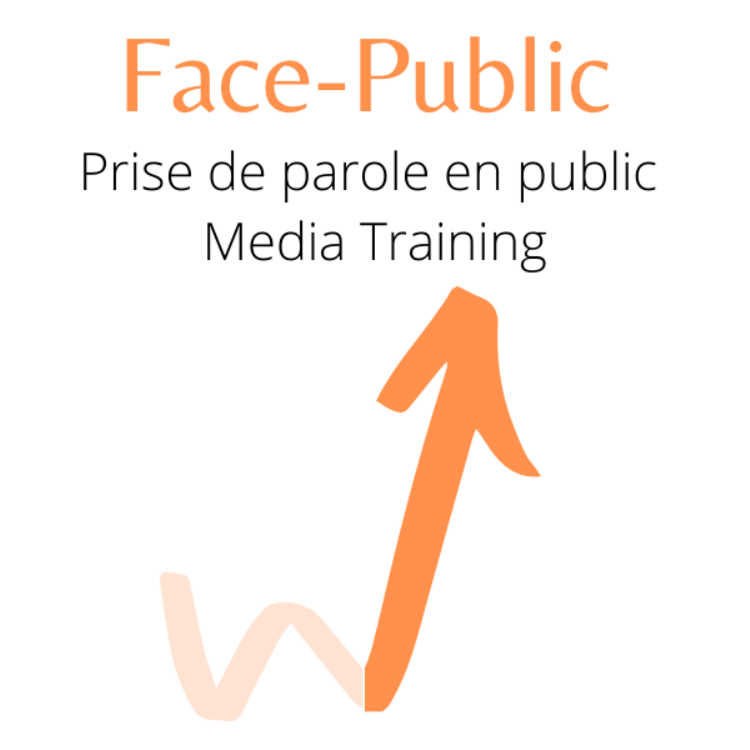 Face-Public
Prise de parole en public
Media Training